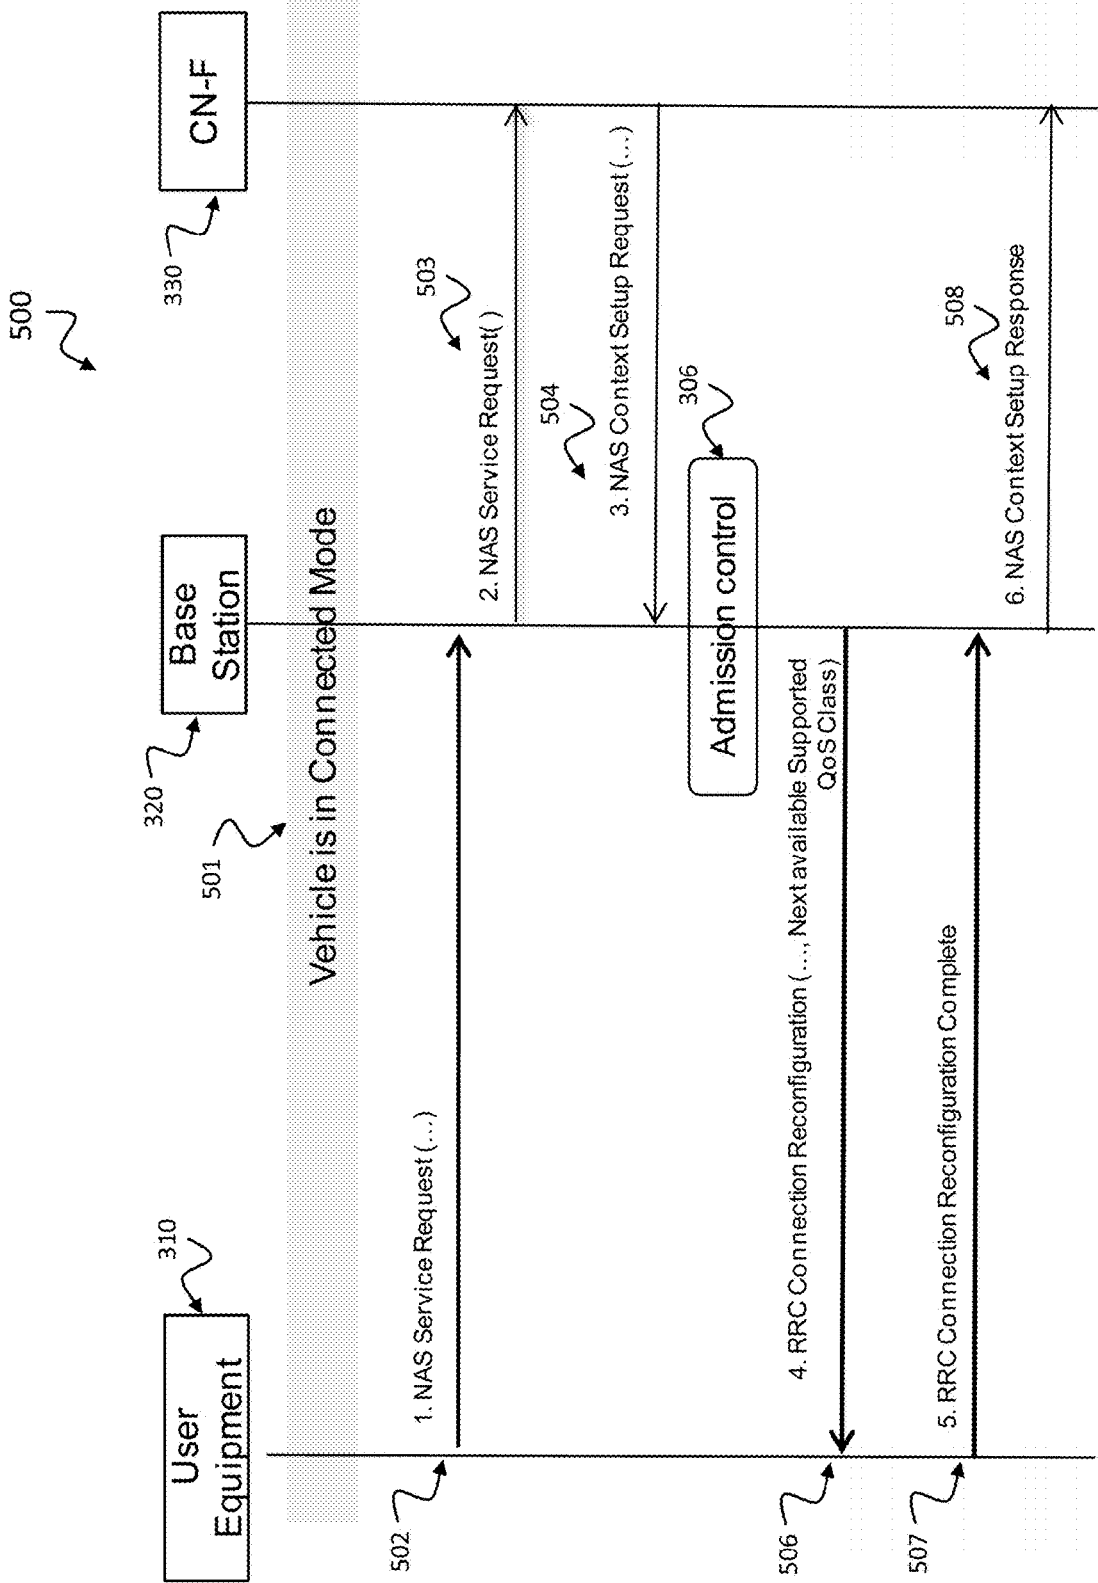 500
310
User
Equipment
320
Base
Station
330
CN-F
501
Vehicle is in Connected Mode
502
1. NAS Service Request (...)
503
2. NAS Service Request( )
504
3. NAS Context Setup Request (...)
306
Admission control
506
4. RRC Connection Reconfiguration (..., Next available Supported
QoS Class)
507
5. RRC Connection Reconfiguration Complete
508
6. NAS Context Setup Response